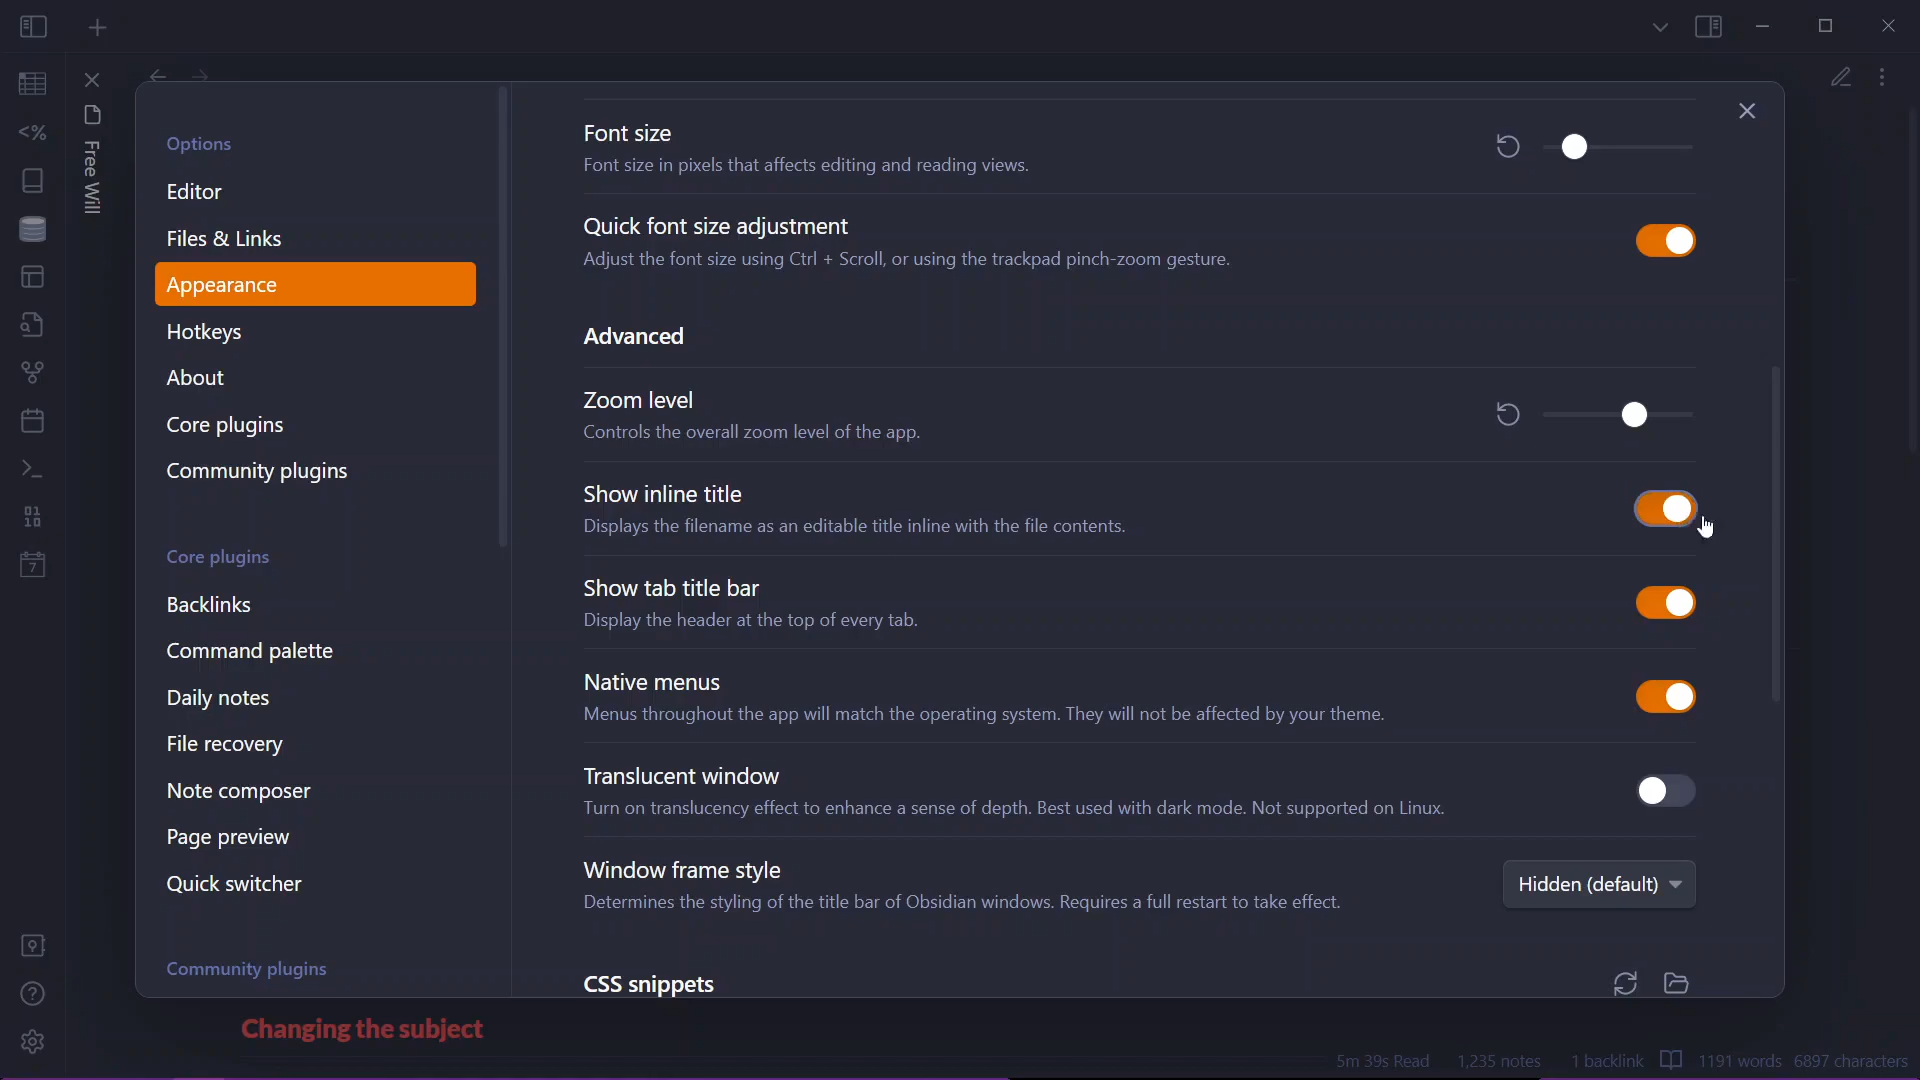 <%
Free Will
Options
Editor
Files & Links
Appearance
Hotkeys
About
Core plugins
Community plugins
Core plugins
Backlinks
Command palette
Daily notes
File recovery
Note composer
Page preview
Quick switcher
Community plugins
Font size
Font size in pixels that affects editing and reading views.
Quick font size adjustment
Adjust the font size using Ctrl + Scroll, or using the trackpad pinch-zoom gesture.
Advanced
Zoom level
Controls the overall zoom level of the app.
Show inline title
Displays the filename as an editable title inline with the file contents.
Show tab title bar
Display the header at the top of every tab.
Native menus
Menus throughout the app will match the operating system. They will not be affected by your theme.
Translucent window
Turn on translucency effect to enhance a sense of depth. Best used with dark mode. Not supported on Linux.
Window frame style
Determines the styling of the title bar of Obsidian windows. Requires a full restart to take effect.
Hidden (default)
CSS snippets
Changing the subject
5m 39s Read 1,235 notes 1 backlink 1191 words 6897 characters